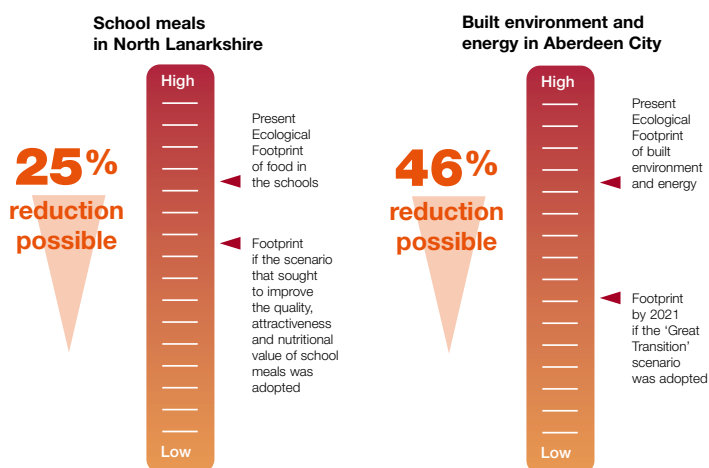 School meals
in North Lanarkshire
High
25%
reduction
possible
Present
Ecological
Footprint
of food in
the schools
Footprint
if the scenario
that sought
to improve
the quality,
attractiveness
and nutritional
value of school
meals was
adopted
Low
Built environment and
energy in Aberdeen City
High
46%
reduction
possible
Present
Ecological
Footprint
of built
environment
and energy
Footprint
by 2021
if the ‘Great
Transition’
scenario
was adopted
Low